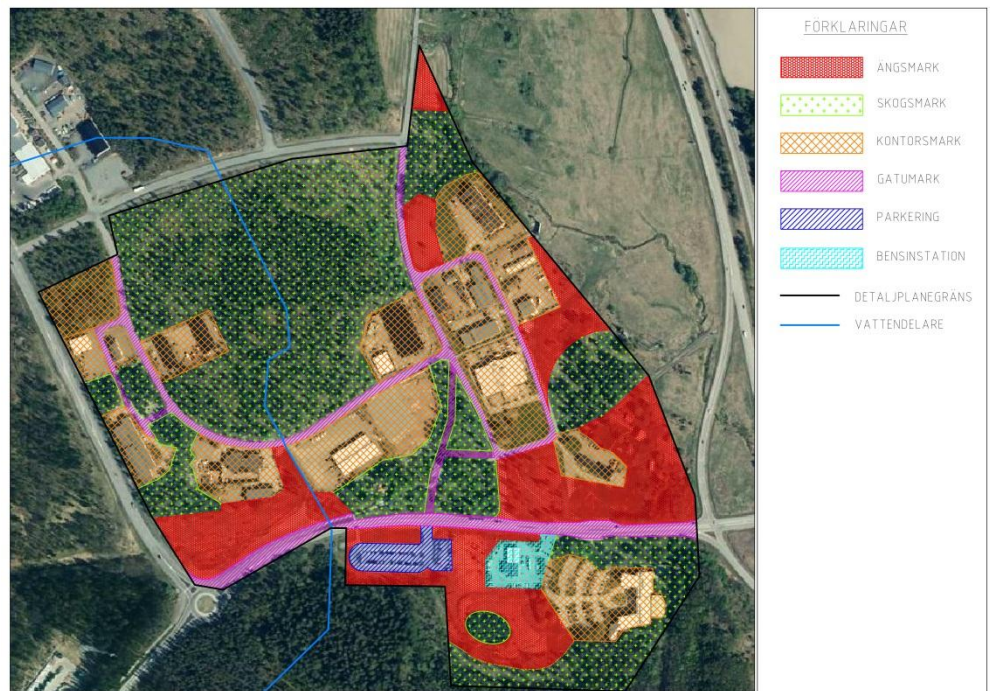 FÖRKLARINGAR
ÄNGSMARK
SKOGSMARK
KONTORSMARK
GATUMARK
PARKERING
BENSINSTATION
DETALJPLANEGRÄNS
VATTENDELARE